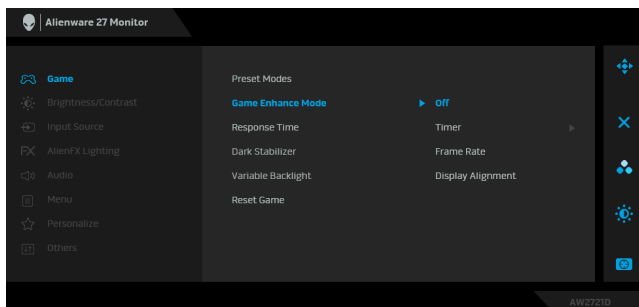 Alienware 27 Monitor
Game
Brightness/Contrast
Input Source
FX AlienFX Lighting
Audio
Menu
Personalize
Others
Preset Modes
Game Enhance Mode
Response Time
Dark Stabilizer
Variable Backlight
Reset Game
Off
Timer
Frame Rate
Display Alignment
AW2721D